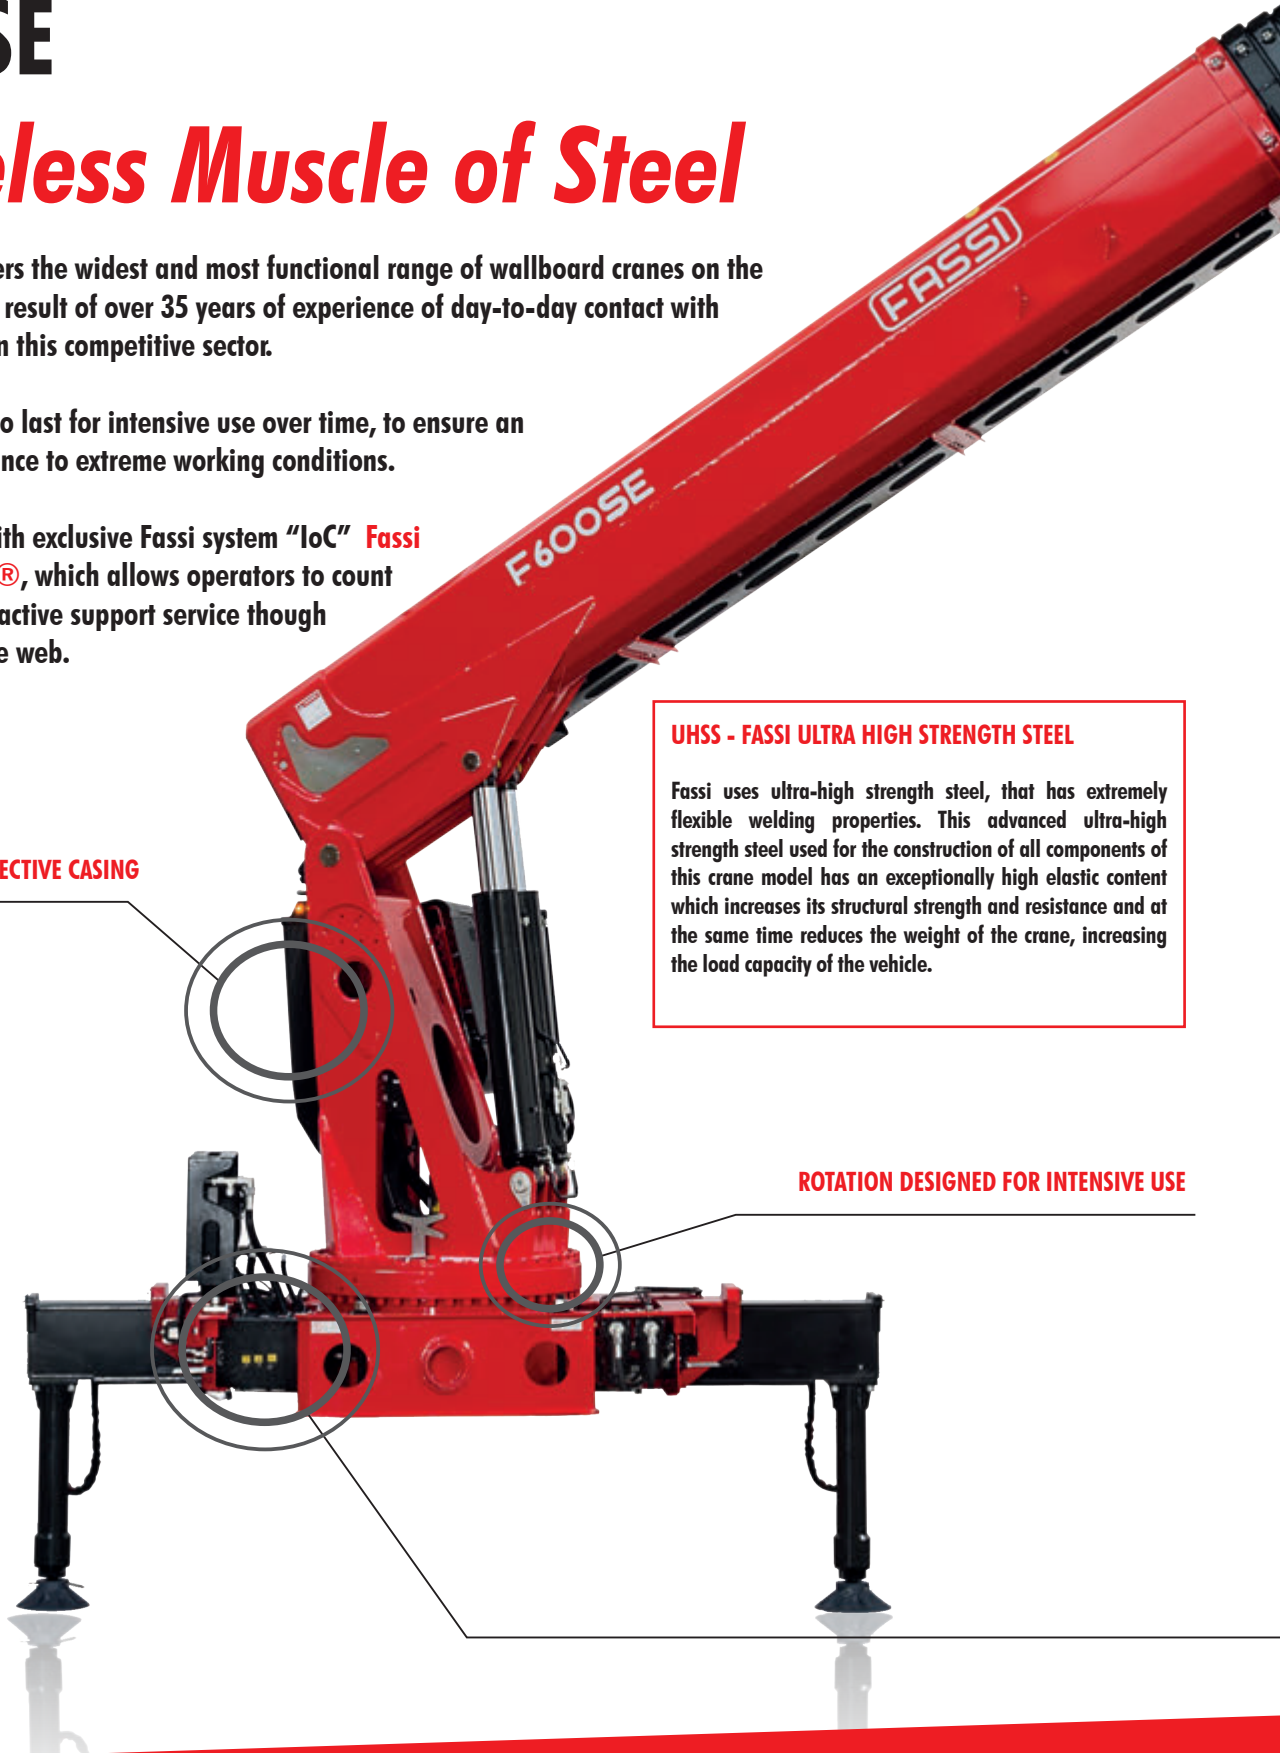 SE
eless Muscle of Steel
ers the widest and most functional range of wallboard cranes on the
result of over 35 years of experience of day-to-day contact with
n this competitive sector.
o last for intensive use over time, to ensure an
nce to extreme working conditions.
ith exclusive Fassi system “IoC” Fassi
®, which allows operators to count
active support service though
e web.
FASSI
F600SE
UHSS - FASSI ULTRA HIGH STRENGTH STEEL
Fassi uses ultra-high strength steel, that has extremely
flexible welding properties. This advanced ultra-high
strength steel used for the construction of all components of
this crane model has an exceptionally high elastic content
which increases its structural strength and resistance and at
the same time reduces the weight of the crane, increasing
the load capacity of the vehicle.
ECTIVE CASING
ROTATION DESIGNED FOR INTENSIVE USE